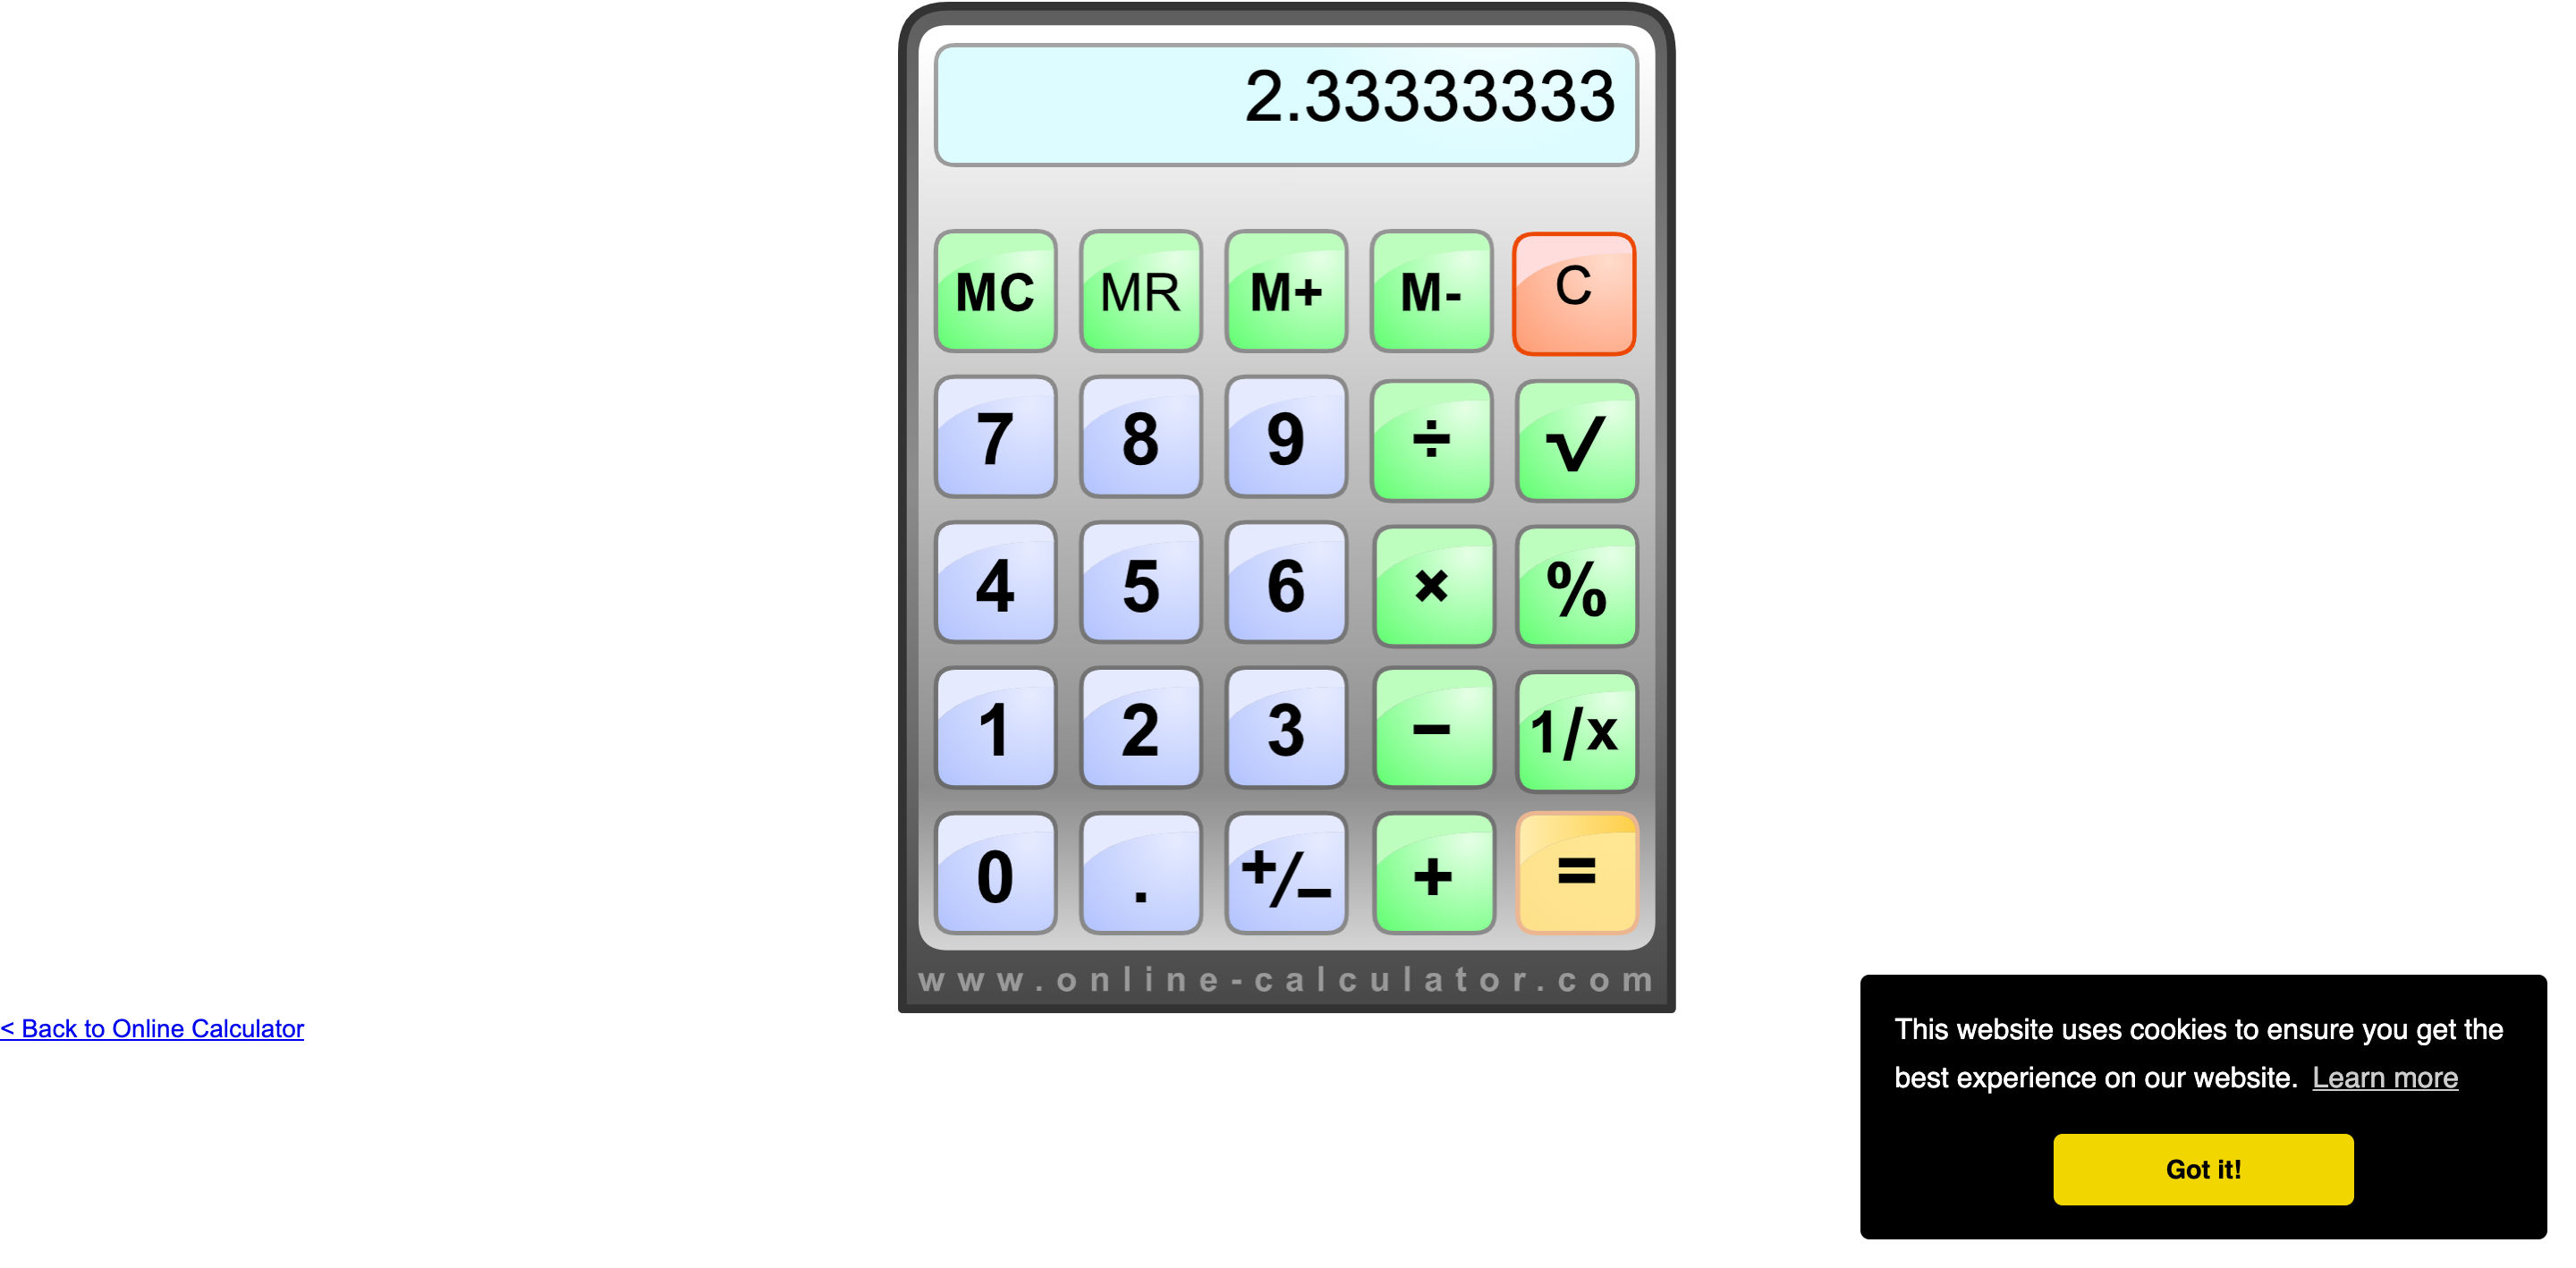 2.33333333
MC MR M+ M- C
7 8 9 ÷ √
4 5 6 × %
1 2 3 − 1/x
0 . +/− + =
www.online-calculator.com
< Back to Online Calculator
This website uses cookies to ensure you get the
best experience on our website. Learn more
Got it!